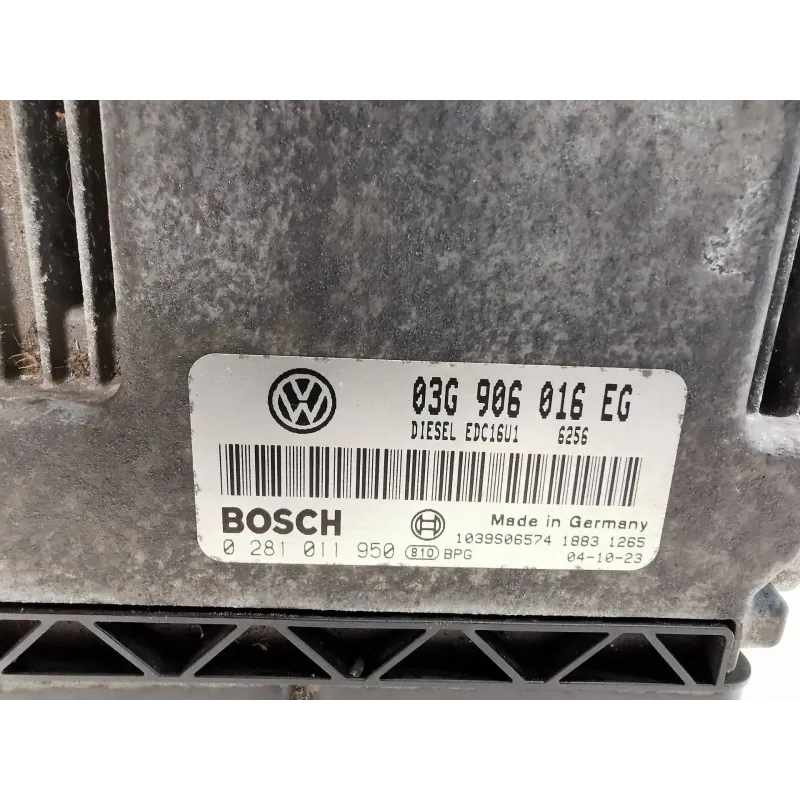 03G 906 016 EG
DIESEL EDC16U1 6256
BOSCH
Made in Germany
0 281 011 950 810 BPG
1039S06574 1883 1265
04-10-23